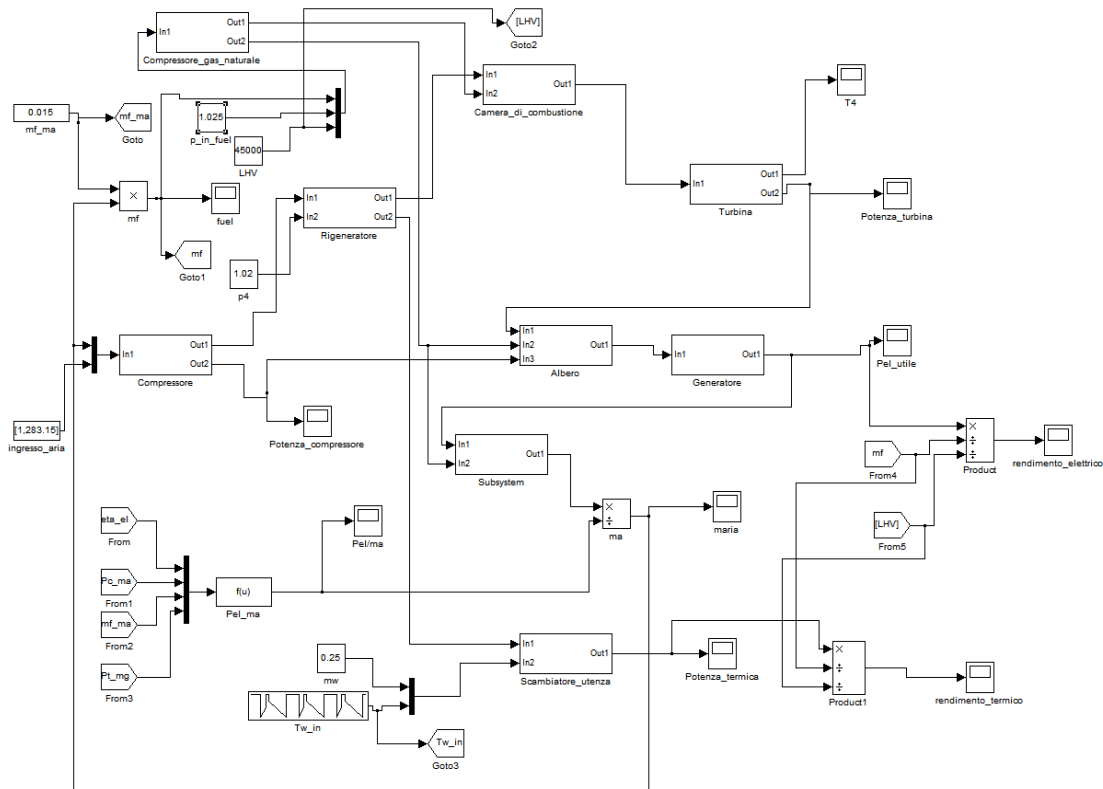 In1
Out1
Out2
Compressore_gas_naturale
[LHV]
Goto2
In1
In2
Out1
Camera_di_combustione
T4
0.015
mf_ma
mf_ma
Goto
1.025
p_in_fuel
45000
LHV
×
mf
fuel
mf
Goto1
In1
In2
Out1
Out2
Rigeneratore
1.02
p4
In1
Out1
Out2
Turbina
Potenza_turbina
In1
Out1
Out2
Compressore
[1,283.15]
ingresso_aria
Potenza_compressore
In1
In2
In3
Out1
Albero
In1
Out1
Generatore
Pel_utile
In1
In2
Out1
Subsystem
mf
From4
×
÷
÷
Product
rendimento_elettrico
[LHV]
From5
×
÷
ma
maria
Pel/ma
eta_el
From
Pc_ma
From1
mf_ma
From2
Pt_mg
From3
f(u)
Pel_ma
0.25
mw
Tw_in
Tw_in
Goto3
In1
In2
Out1
Scambiatore_utenza
Potenza_termica
×
÷
÷
Product1
rendimento_termico